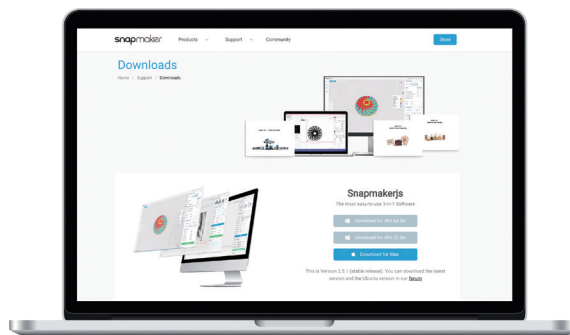 snapmaker
Products
Support
Community
Store
Downloads
Home / Support / Downloads
Snapmakerjs
The most easy-to-use 3-in-1 Software
Download for Win 64 bit
Download for Win 32 bit
Download for Mac
This is Version 2.5.1 (stable release). You can download the latest
version and the Ubuntu version in our forum.